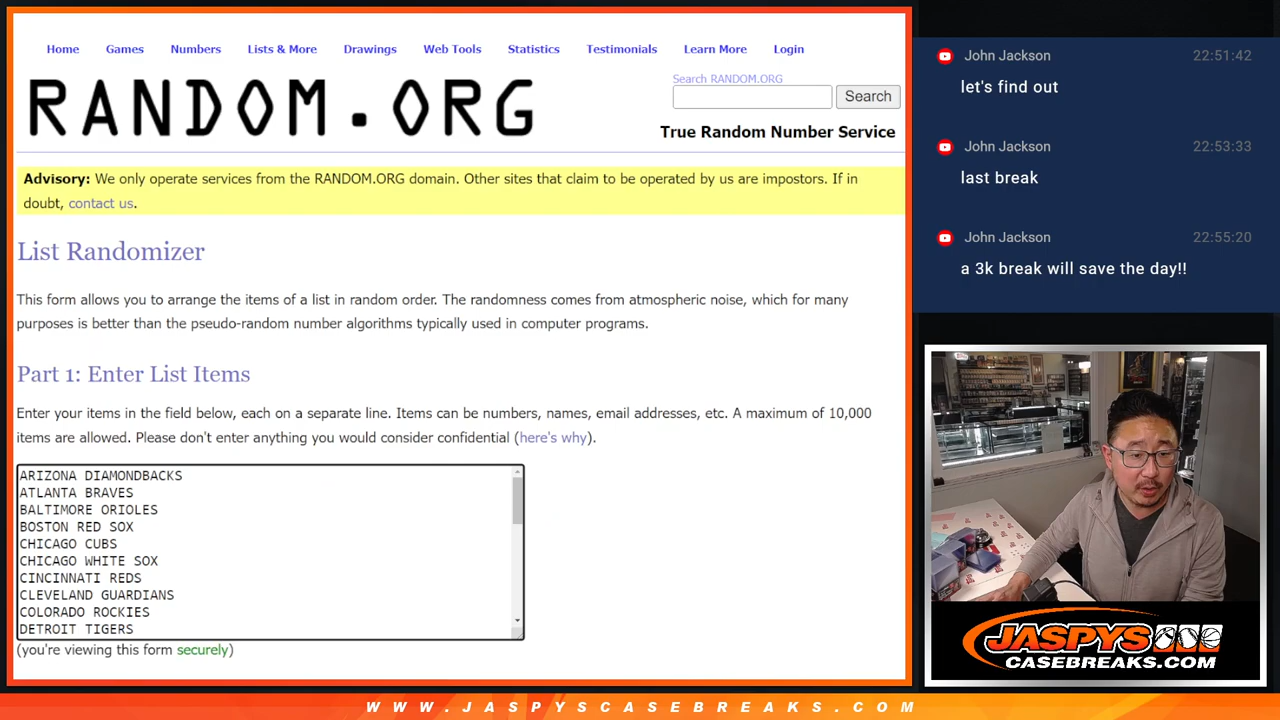 Home Games Numbers Lists & More Drawings Web Tools Statistics Testimonials Learn More Login
RANDOM.ORG
Search RANDOM.ORG
Search
True Random Number Service
Advisory: We only operate services from the RANDOM.ORG domain. Other sites that claim to be operated by us are impostors. If in
doubt, contact us.
List Randomizer
This form allows you to arrange the items of a list in random order. The randomness comes from atmospheric noise, which for many
purposes is better than the pseudo-random number algorithms typically used in computer programs.
Part 1: Enter List Items
Enter your items in the field below, each on a separate line. Items can be numbers, names, email addresses, etc. A maximum of 10,000
items are allowed. Please don't enter anything you would consider confidential (here's why).
ARIZONA DIAMONDBACKS
ATLANTA BRAVES
BALTIMORE ORIOLES
BOSTON RED SOX
CHICAGO CUBS
CHICAGO WHITE SOX
CINCINNATI REDS
CLEVELAND GUARDIANS
COLORADO ROCKIES
DETROIT TIGERS
(you're viewing this form securely)
John Jackson 22:51:42
let's find out
John Jackson 22:53:33
last break
John Jackson 22:55:20
a 3k break will save the day!!
JASPYS
CASEBREAKS.COM
WWW.JASPYSCASEBREAKS.COM